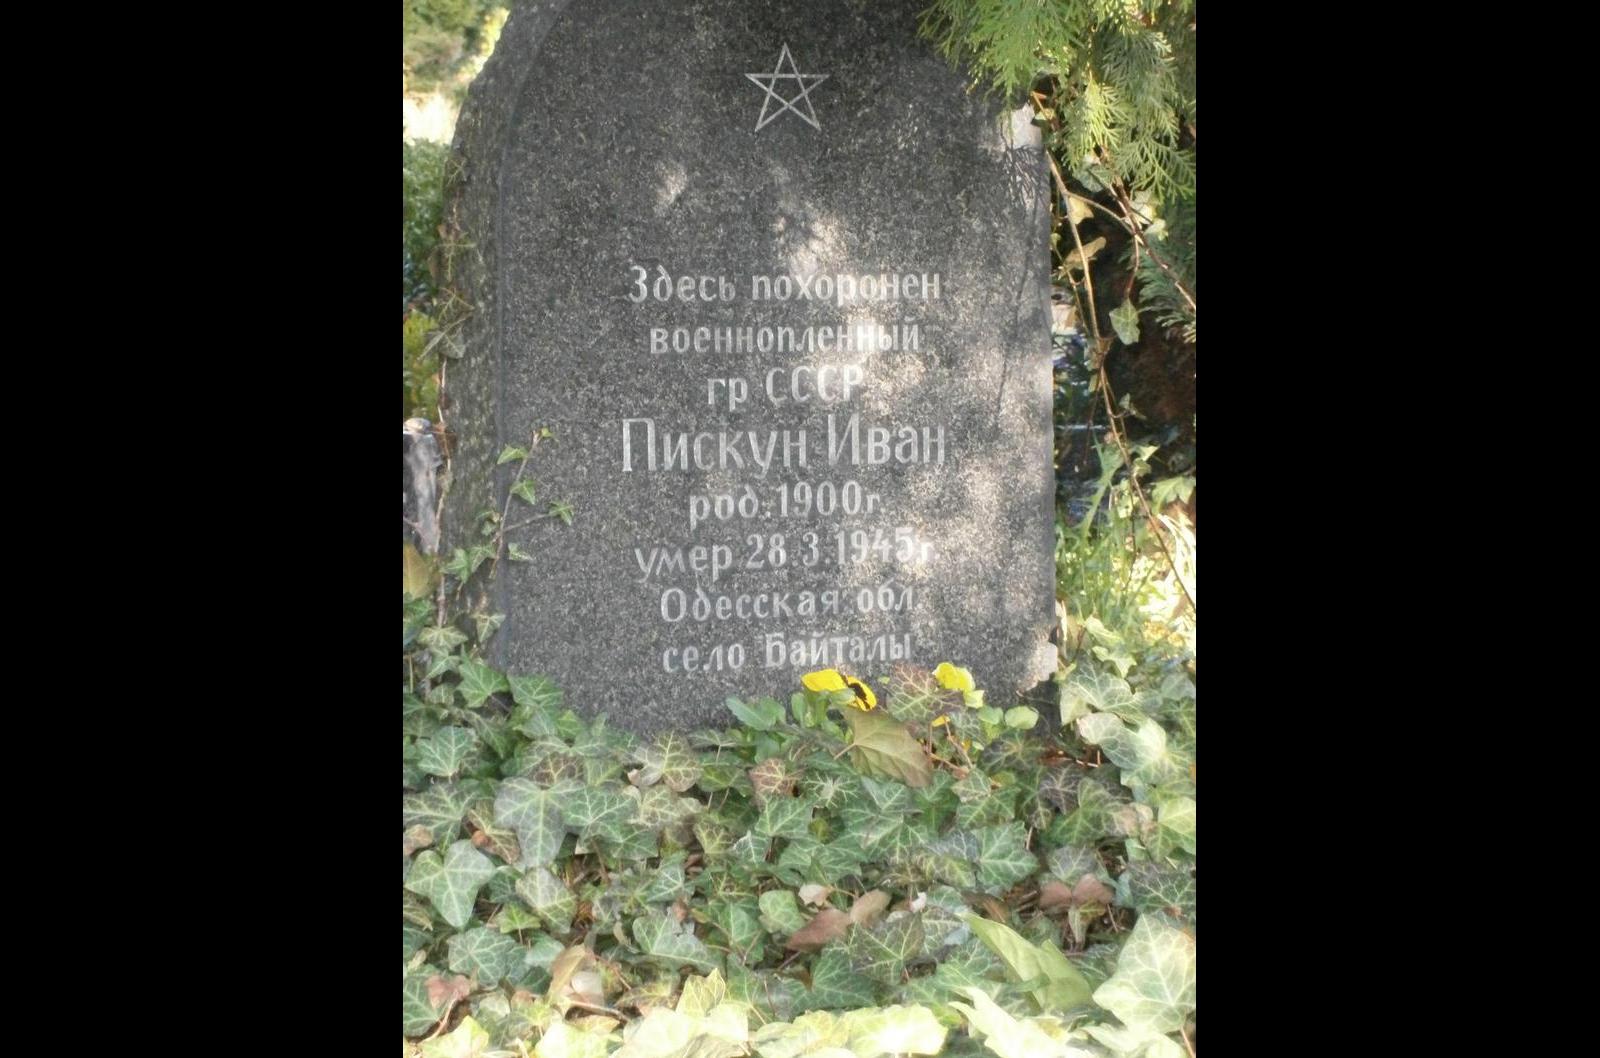 Здесь похоронен
военнопленный
гр СССР
Пискун Иван
род. 1900г.
умер 28.3.1945г.
Одесская обл.
село Байталы